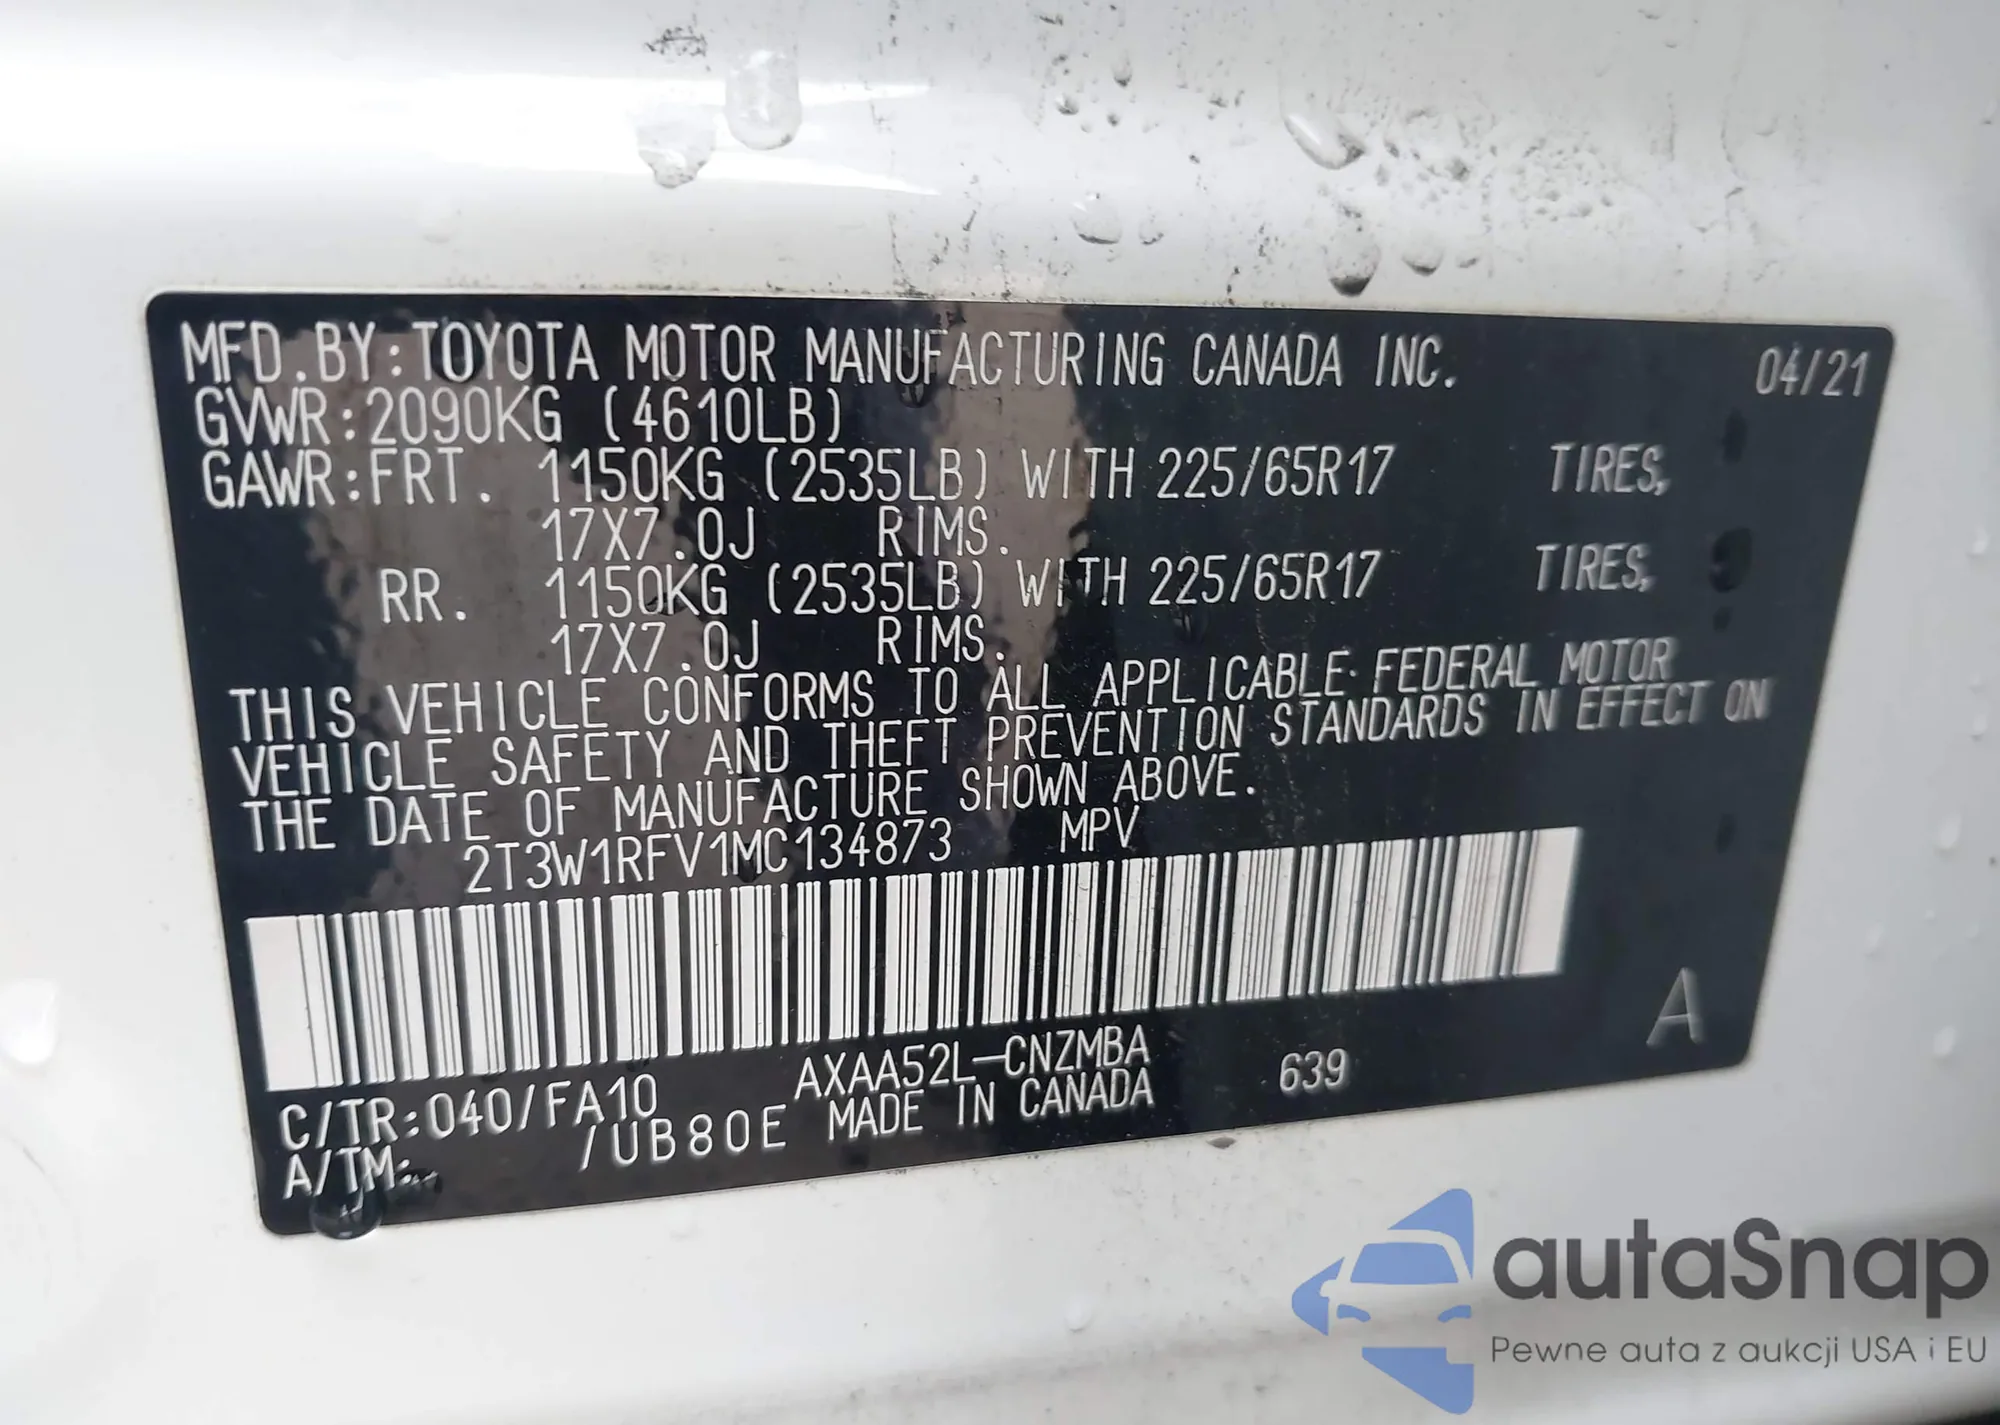 MFD.BY:TOYOTA MOTOR MANUFACTURING CANADA INC. 04/21
GVWR:2090KG (4610LB)
GAWR:FRT. 1150KG (2535LB) WITH 225/65R17 TIRES,
17X7.0J RIMS.
RR. 1150KG (2535LB) WITH 225/65R17 TIRES,
17X7.0J RIMS.
THIS VEHICLE CONFORMS TO ALL APPLICABLE FEDERAL MOTOR
VEHICLE SAFETY AND THEFT PREVENTION STANDARDS IN EFFECT ON
THE DATE OF MANUFACTURE SHOWN ABOVE.
2T3W1RFV1MC134873 MPV
A
AXAA52L-CNZMBA 639
C/TR:040/FA10 MADE IN CANADA
A/TM: /UB80E
autaSnap
Pewne auta z aukcji USA i EU